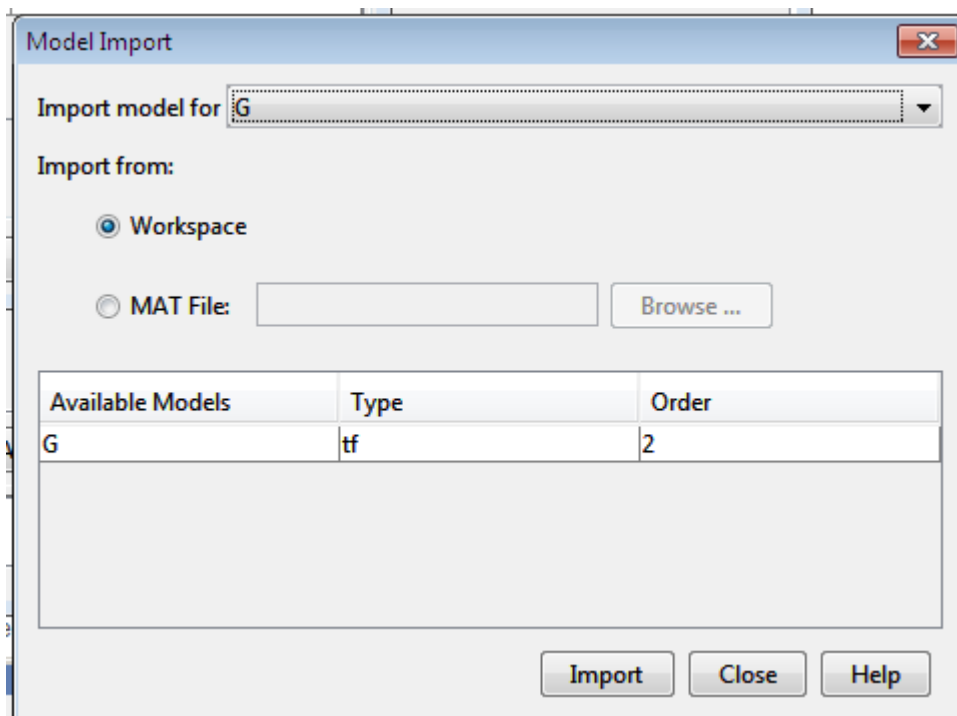 Model Import
Import model for G
Import from:
Workspace
MAT File: Browse ...
Available Models Type Order
G tf 2
Import Close Help